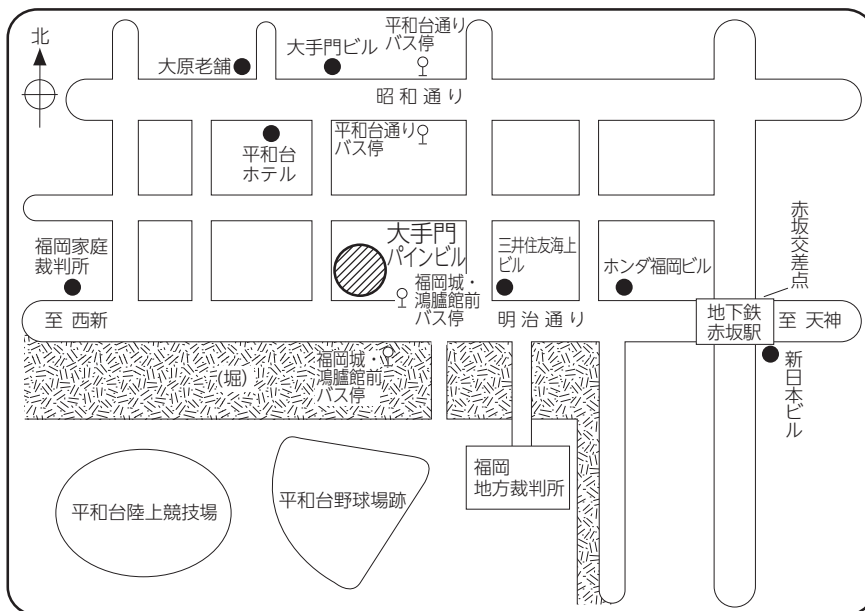 北
平和台通り
バス停
大手門ビル
大原老舗
昭和通り
平和台通り
バス停
平和台
ホテル
大手門
パインビル
福岡家庭
裁判所
三井住友海上
ビル
ホンダ福岡ビル
赤坂交差点
福岡城・
鴻臚館前
バス停
至 西新
明治通り
地下鉄
赤坂駅
至 天神
福岡城・
鴻臚館前
バス停
(堀)
新日本ビル
福岡
地方裁判所
平和台陸上競技場
平和台野球場跡